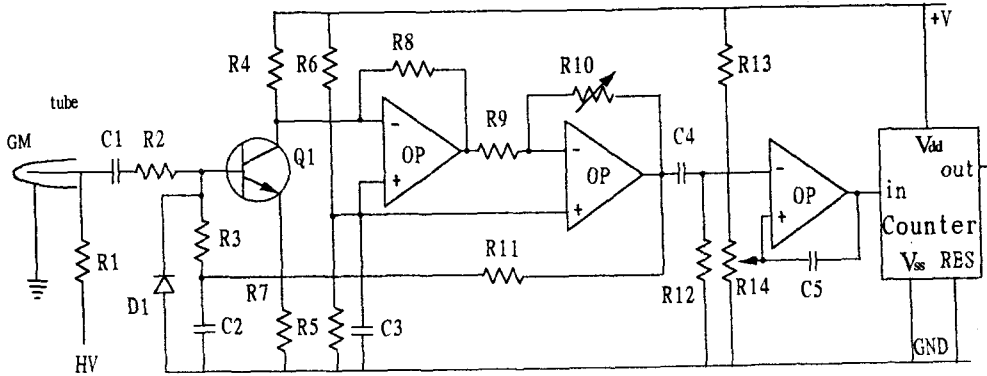 +V
R4
R6
R8
R10
R13
tube
GM
C1
R2
Q1
OP
R9
OP
C4
OP
Vdd
out
in
Counter
Vss RES
R1
R3
R11
R12
R14
C5
D1
R7
C2
R5
C3
HV
GND
-
+
-
+
-
+